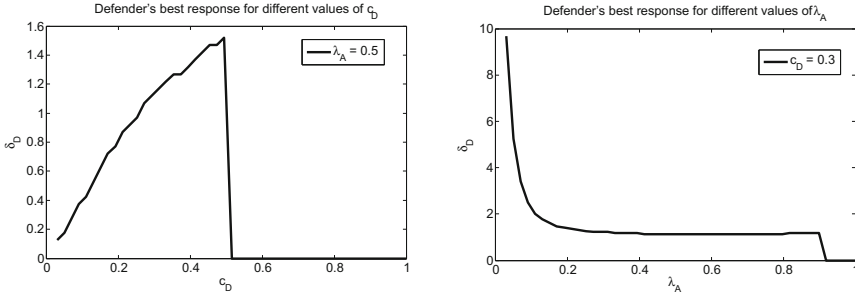 Defender's best response for different values of c_D
1.6
1.4
1.2
1
0.8
0.6
0.4
0.2
0
δ_D
λ_A = 0.5
0 0.2 0.4 0.6 0.8 1
c_D
Defender's best response for different values of λ_A
10
8
6
4
2
0
δ_D
c_D = 0.3
0 0.2 0.4 0.6 0.8 1
λ_A